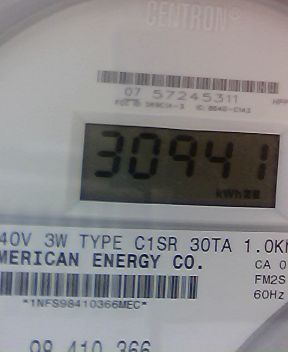 CENTRON®
07 57245311
30941
kWh
40V 3W TYPE C1SR 30TA 1.0K
MERICAN ENERGY CO. CA 0
FM2S
60Hz
*1NFS98410366MEC*
98 410 366